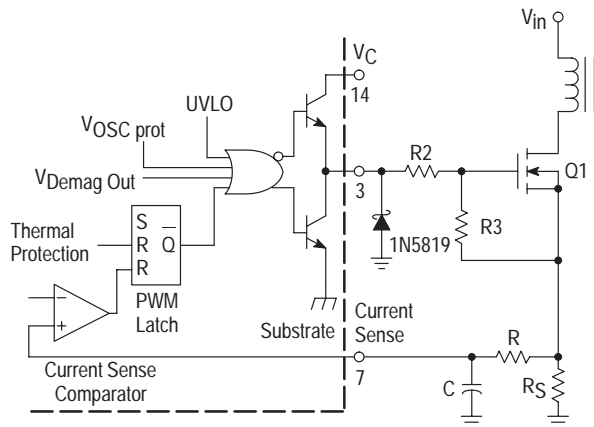 Vin
VC
14
UVLO
VOSC prot
VDemag Out
R2
Q1
3
S
R
R
Q
Thermal
Protection
1N5819
R3
PWM
Latch
Substrate
Current
Sense
−
+
7
R
C
RS
Current Sense
Comparator